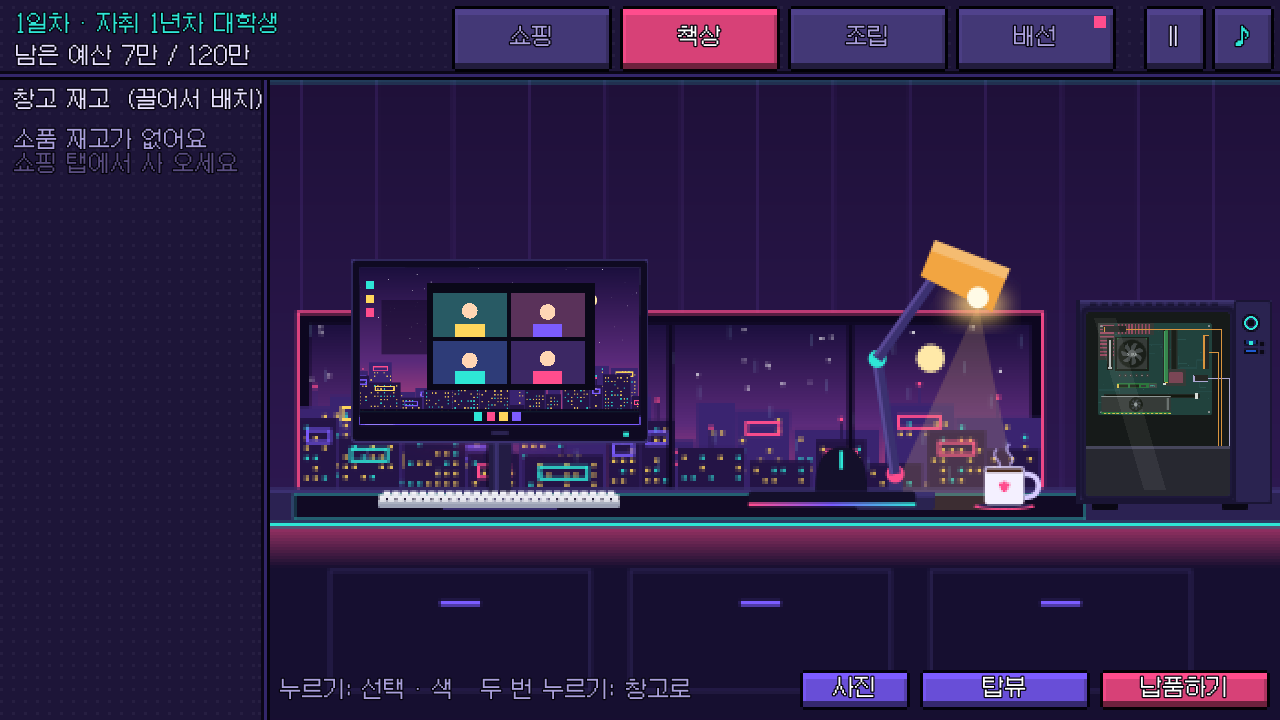 1일차 · 자취 1년차 대학생
남은 예산 7만 / 120만
쇼핑
책상
조립
배선
창고 재고 (끌어서 배치)
소품 재고가 없어요
쇼핑 탭에서 사 오세요
누르기: 선택 · 색 두 번 누르기: 창고로
사진
탑뷰
납품하기